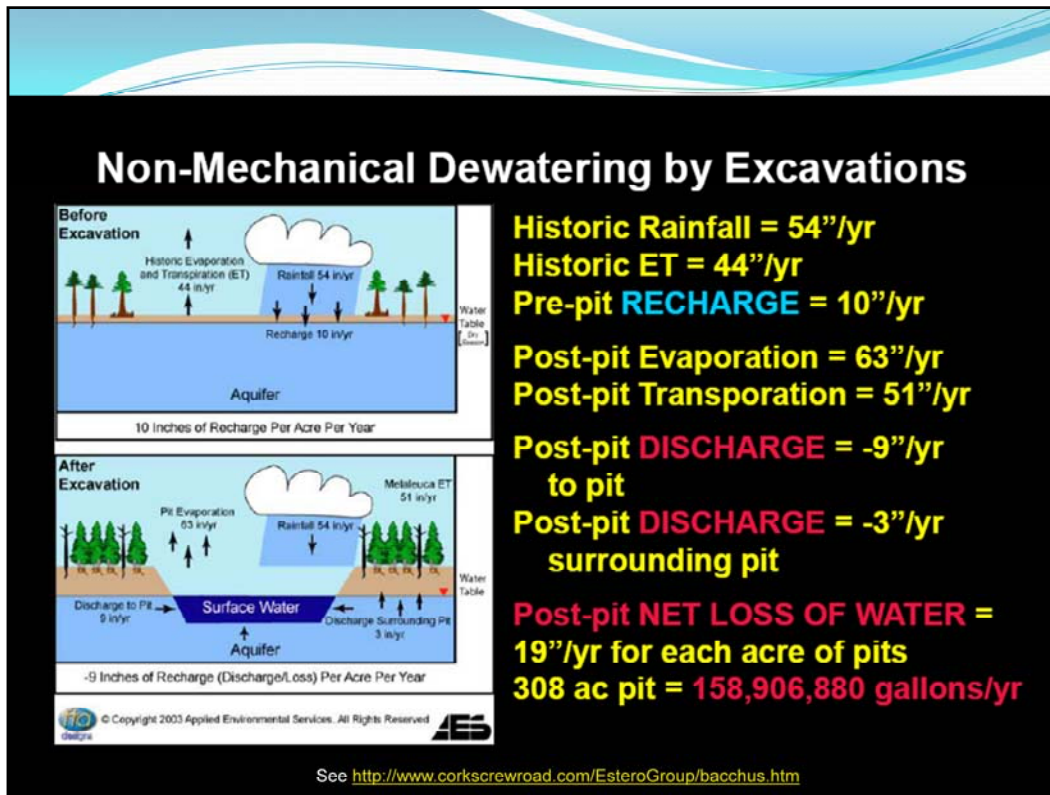 Non-Mechanical Dewatering by Excavations
Before
Excavation
Historic Evaporation
and Transpiration (ET)
44 in/yr
Rainfall 54 in/yr
Recharge 10 in/yr
Water
Table
Dry
Season
Aquifer
10 Inches of Recharge Per Acre Per Year
After
Excavation
Pit Evaporation
63 in/yr
Rainfall 54 in/yr
Melaleuca ET
51 in/yr
Water
Table
Discharge to Pit
9 in/yr
Surface Water
Discharge Surrounding Pit
3 in/yr
Aquifer
-9 Inches of Recharge (Discharge/Loss) Per Acre Per Year
designs
© Copyright 2003 Applied Environmental Services. All Rights Reserved
AES
Historic Rainfall = 54”/yr
Historic ET = 44”/yr
Pre-pit RECHARGE = 10”/yr
Post-pit Evaporation = 63”/yr
Post-pit Transporation = 51”/yr
Post-pit DISCHARGE = -9”/yr
to pit
Post-pit DISCHARGE = -3”/yr
surrounding pit
Post-pit NET LOSS OF WATER =
19”/yr for each acre of pits
308 ac pit = 158,906,880 gallons/yr
See http://www.corkscrewroad.com/EsteroGroup/bacchus.htm